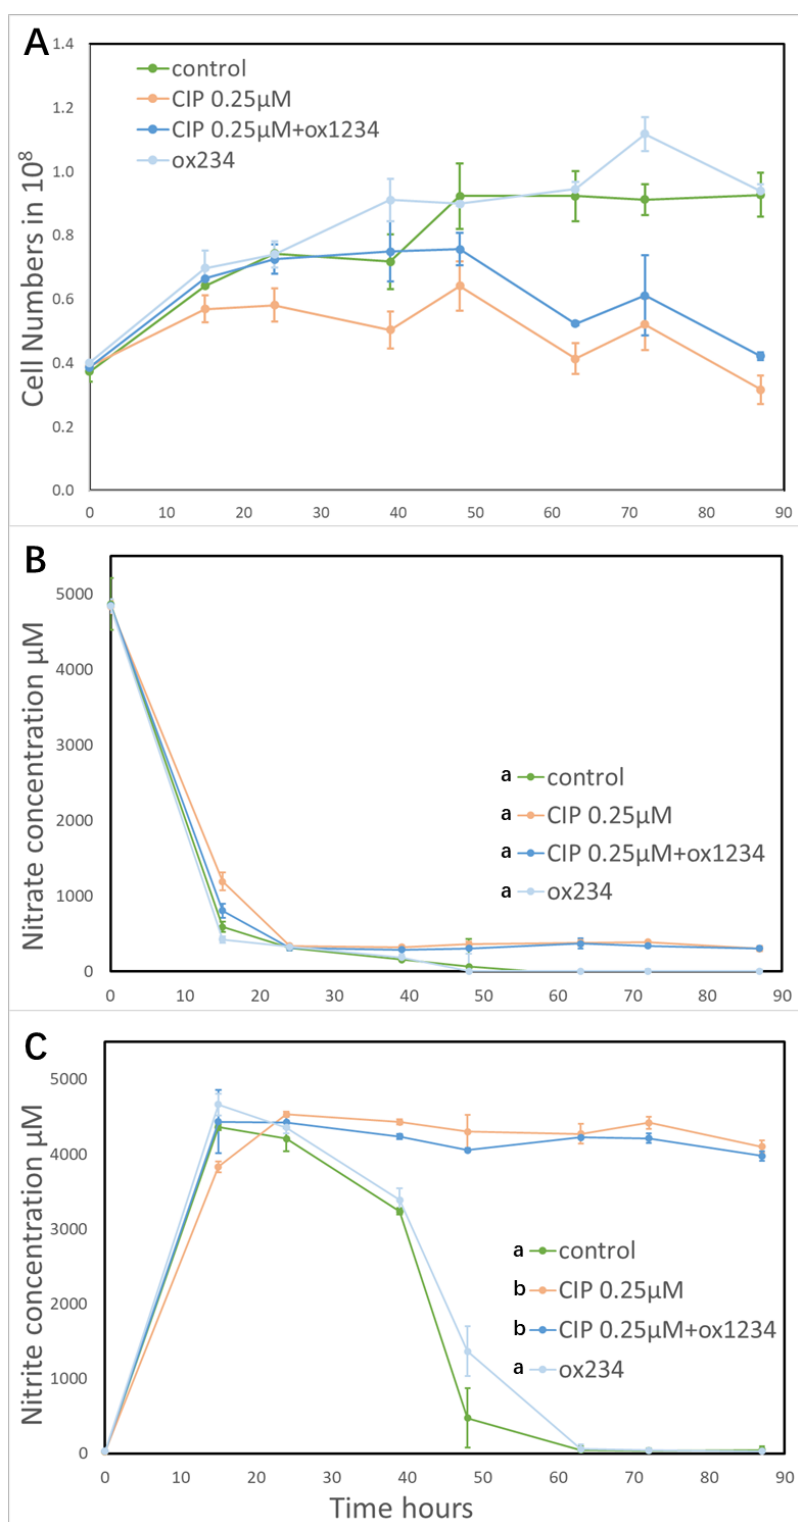 A
1.4
control
CIP 0.25μM
1.2
CIP 0.25μM+ox1234
ox234
1.0
0.8
0.6
0.4
0.2
0.0
Cell Numbers in 10⁸
0 10 20 30 40 50 60 70 80 90
B
5000
4000
3000
2000
1000
0
Nitrate concentration μM
a control
a CIP 0.25μM
a CIP 0.25μM+ox1234
a ox234
0 10 20 30 40 50 60 70 80 90
C
5000
4000
3000
2000
1000
0
Nitrite concentration μM
a control
b CIP 0.25μM
b CIP 0.25μM+ox1234
a ox234
0 10 20 30 40 50 60 70 80 90
Time hours